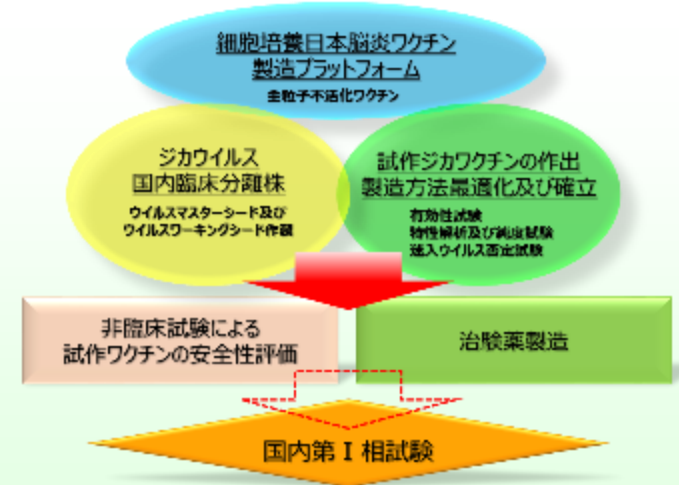 細胞培養日本脳炎ワクチン
製造プラットフォーム
全粒子不活化ワクチン
ジカウイルス
国内臨床分離株
ウイルスマスターシード及び
ウイルスワーキングシード作製
試作ジカワクチンの作出
製造方法最適化及び確立
有効性試験
特性解析及び純度試験
迷入ウイルス否定試験
非臨床試験による
試作ワクチンの安全性評価
治験薬製造
国内第Ⅰ相試験